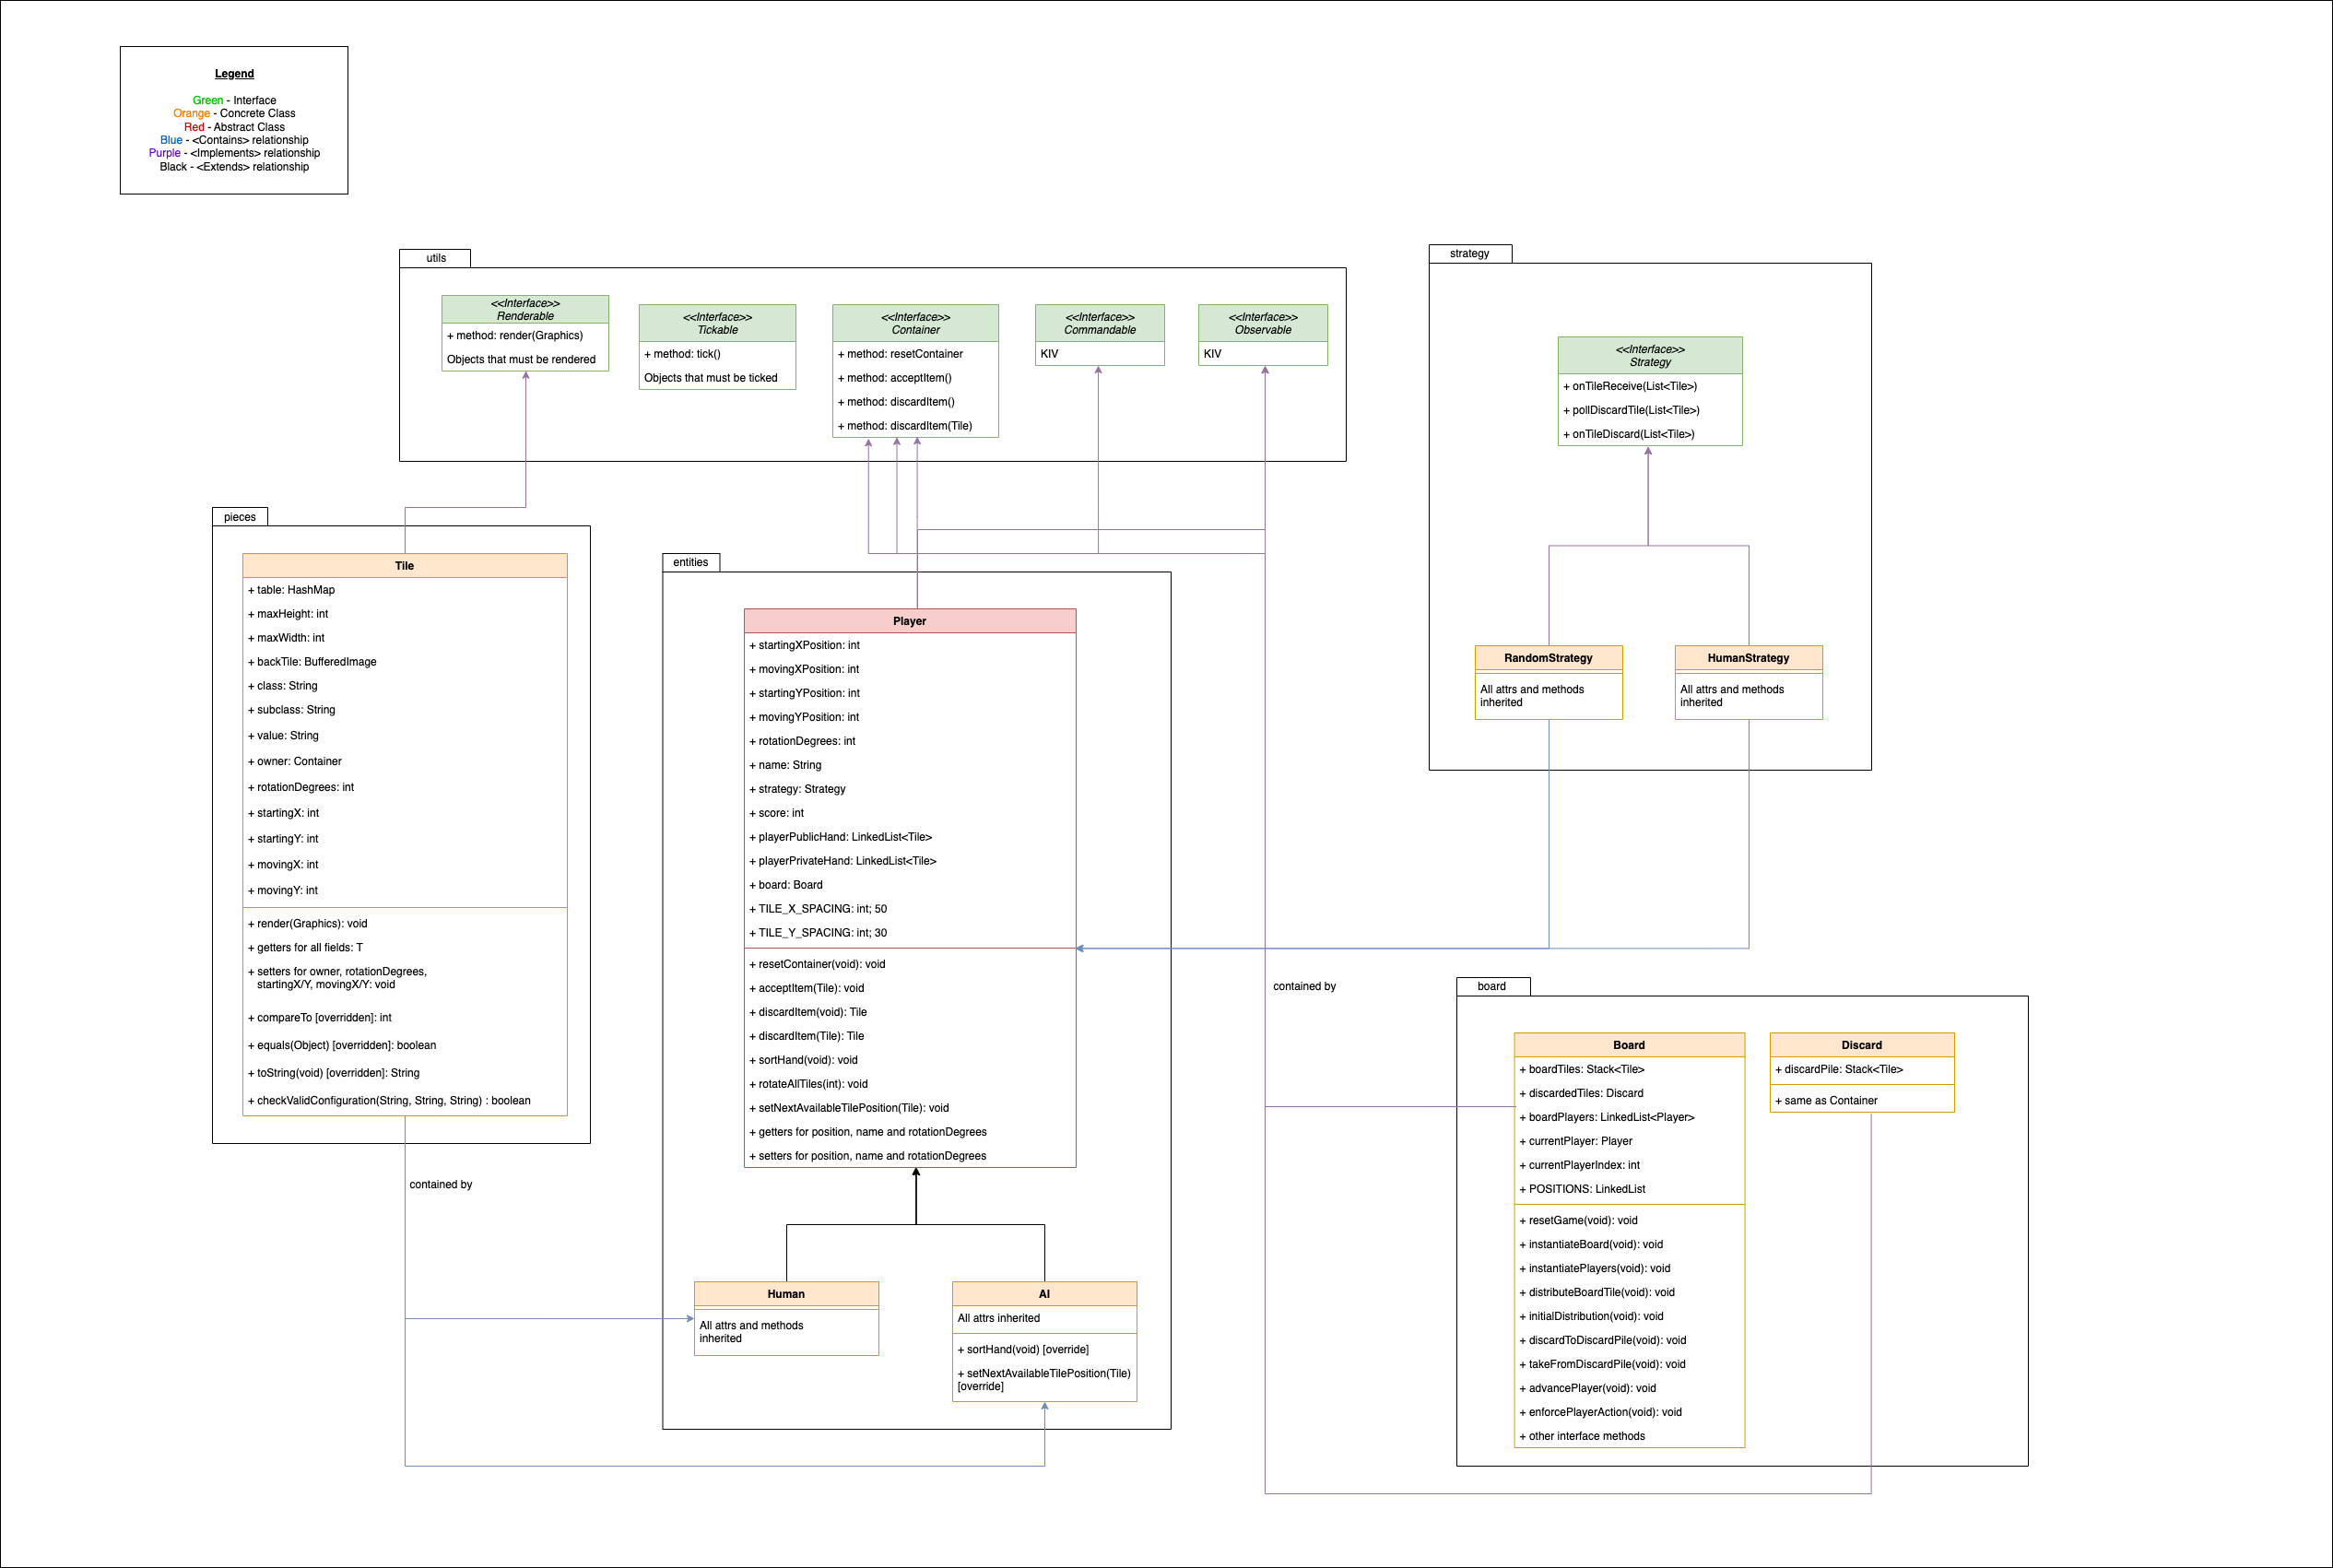 Legend
Green - Interface
Orange - Concrete Class
Red - Abstract Class
Blue - <Contains> relationship
Purple - <Implements> relationship
Black - <Extends> relationship
utils
<<Interface>>
Renderable
+ method: render(Graphics)
Objects that must be rendered
<<Interface>>
Tickable
+ method: tick()
Objects that must be ticked
<<Interface>>
Container
+ method: resetContainer
+ method: acceptItem()
+ method: discardItem()
+ method: discardItem(Tile)
<<Interface>>
Commandable
KIV
<<Interface>>
Observable
KIV
strategy
<<Interface>>
Strategy
+ onTileReceive(List<Tile>)
+ pollDiscardTile(List<Tile>)
+ onTileDiscard(List<Tile>)
RandomStrategy
All attrs and methods
inherited
HumanStrategy
All attrs and methods
inherited
pieces
Tile
+ table: HashMap
+ maxHeight: int
+ maxWidth: int
+ backTile: BufferedImage
+ class: String
+ subclass: String
+ value: String
+ owner: Container
+ rotationDegrees: int
+ startingX: int
+ startingY: int
+ movingX: int
+ movingY: int
+ render(Graphics): void
+ getters for all fields: T
+ setters for owner, rotationDegrees,
startingX/Y, movingX/Y: void
+ compareTo [overridden]: int
+ equals(Object) [overridden]: boolean
+ toString(void) [overridden]: String
+ checkValidConfiguration(String, String, String) : boolean
contained by
entities
Player
+ startingXPosition: int
+ movingXPosition: int
+ startingYPosition: int
+ movingYPosition: int
+ rotationDegrees: int
+ name: String
+ strategy: Strategy
+ score: int
+ playerPublicHand: LinkedList<Tile>
+ playerPrivateHand: LinkedList<Tile>
+ board: Board
+ TILE_X_SPACING: int; 50
+ TILE_Y_SPACING: int; 30
+ resetContainer(void): void
+ acceptItem(Tile): void
+ discardItem(void): Tile
+ discardItem(Tile): Tile
+ sortHand(void): void
+ rotateAllTiles(int): void
+ setNextAvailableTilePosition(Tile): void
+ getters for position, name and rotationDegrees
+ setters for position, name and rotationDegrees
Human
All attrs and methods
inherited
AI
All attrs inherited
+ sortHand(void) [override]
+ setNextAvailableTilePosition(Tile)
[override]
contained by
board
Board
+ boardTiles: Stack<Tile>
+ discardedTiles: Discard
+ boardPlayers: LinkedList<Player>
+ currentPlayer: Player
+ currentPlayerIndex: int
+ POSITIONS: LinkedList
+ resetGame(void): void
+ instantiateBoard(void): void
+ instantiatePlayers(void): void
+ distributeBoardTile(void): void
+ initialDistribution(void): void
+ discardToDiscardPile(void): void
+ takeFromDiscardPile(void): void
+ advancePlayer(void): void
+ enforcePlayerAction(void): void
+ other interface methods
Discard
+ discardPile: Stack<Tile>
+ same as Container